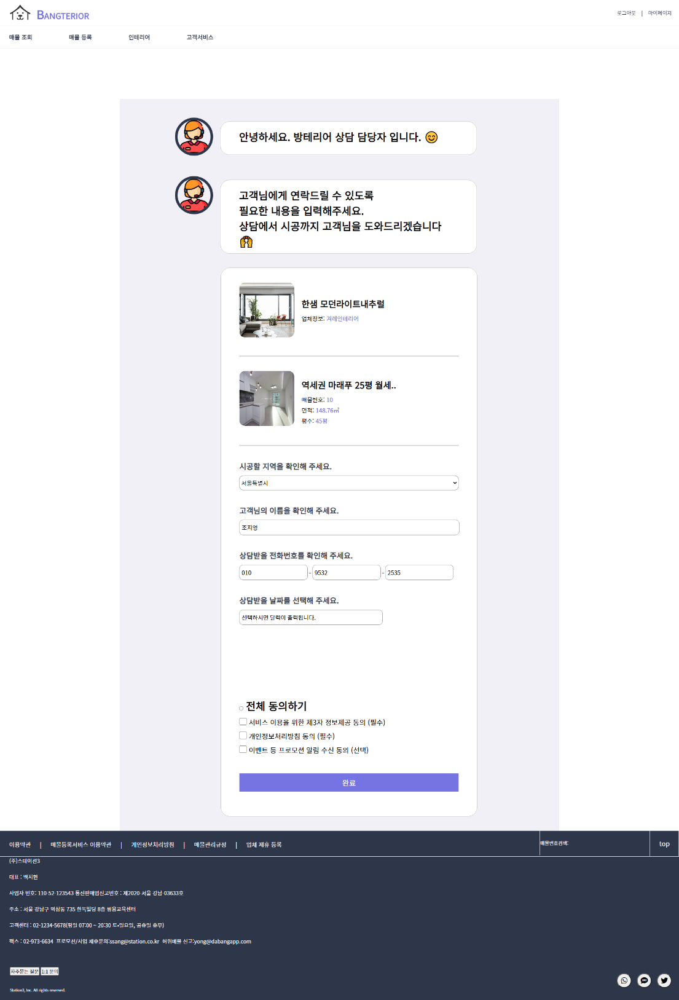 BANGTERIOR
로그아웃 | 마이페이지
매물 조회 매물 등록 인테리어 고객서비스
안녕하세요. 방테리어 상담 담당자 입니다. 😊
고객님에게 연락드릴 수 있도록
필요한 내용을 입력해주세요.
상담에서 시공까지 고객님을 도와드리겠습니다
🙌
한샘 모던라이트내추럴
업체정보: 겨레인테리어
역세권 마래푸 25평 월세..
매물번호: 10
면적: 148.76㎡
평수: 45평
시공할 지역을 확인해 주세요.
서울특별시
고객님의 이름을 확인해 주세요.
조지영
상담받을 전화번호를 확인해 주세요.
010 - 9532 - 2535
상담받을 날짜를 선택해 주세요.
선택하시면 달력이 출력됩니다.
전체 동의하기
서비스 이용을 위한 제3자 정보제공 동의 (필수)
개인정보처리방침 동의 (필수)
이벤트 등 프로모션 알림 수신 동의 (선택)
완료
이용약관 | 매물등록서비스 이용약관 | 개인정보처리방침 | 매물관리규정 | 업체 제휴 등록
매물번호검색:
top
(주)스테이션3
대표 : 백지현
사업자 번호: 110-52-123543 통신판매업신고번호 : 제2020-서울 강남-03633호
주소 : 서울 강남구 역삼동 735 한독빌딩 8층 쌍용교육센터
고객센터 : 02-1234-5678(평일 07:00 ~ 20:30 토•일요일, 공휴일 휴무)
팩스 : 02-973-6634 프로모션/사업 제휴문의:ssang@station.co.kr 허위매물 신고:yong@dabangapp.com
자주묻는 질문 1:1 문의
Station3, Inc. All rights reserved.